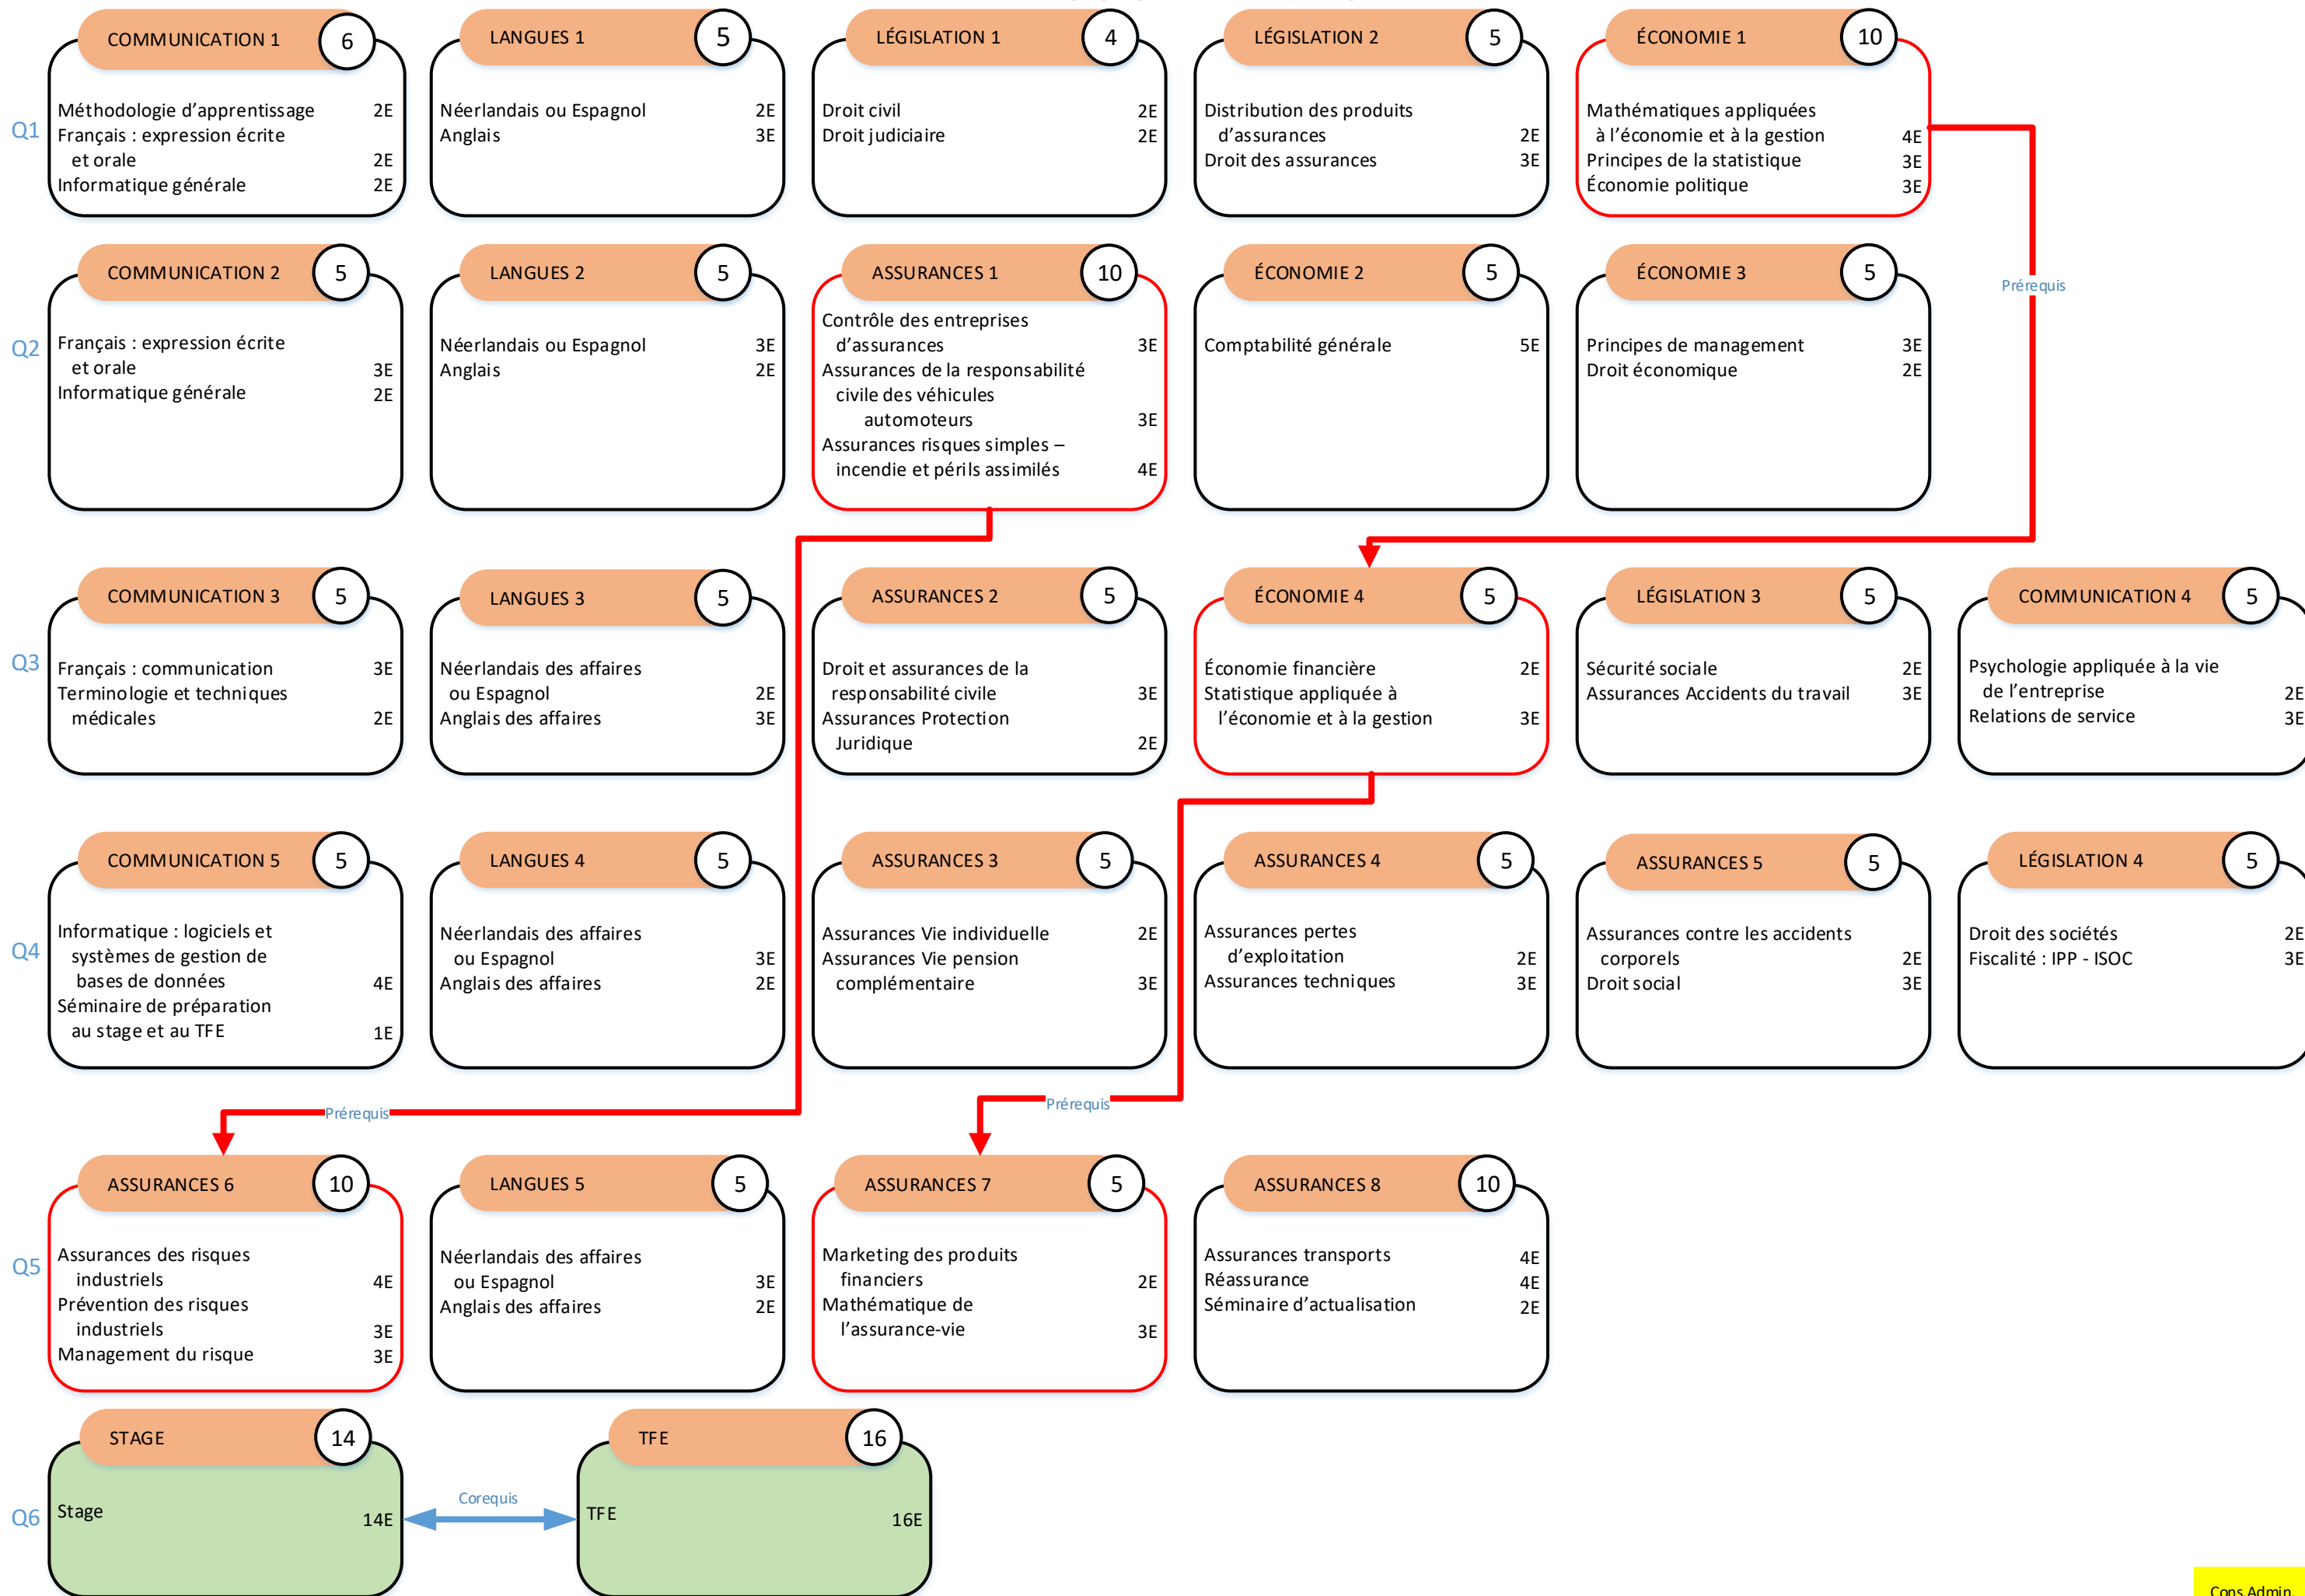 COMMUNICATION 1 6
LANGUES 1 5
LÉGISLATION 1 4
LÉGISLATION 2 5
ÉCONOMIE 1 10
Q1
Méthodologie d’apprentissage 2E
Français : expression écrite
et orale 2E
Informatique générale 2E
Néerlandais ou Espagnol 2E
Anglais 3E
Droit civil 2E
Droit judiciaire 2E
Distribution des produits
d’assurances 2E
Droit des assurances 3E
Mathématiques appliquées
à l’économie et à la gestion 4E
Principes de la statistique 3E
Économie politique 3E
Prérequis
COMMUNICATION 2 5
LANGUES 2 5
ASSURANCES 1 10
ÉCONOMIE 2 5
ÉCONOMIE 3 5
Q2
Français : expression écrite
et orale 3E
Informatique générale 2E
Néerlandais ou Espagnol 3E
Anglais 2E
Contrôle des entreprises
d’assurances 3E
Assurances de la responsabilité
civile des véhicules
automoteurs 3E
Assurances risques simples –
incendie et périls assimilés 4E
Comptabilité générale 5E
Principes de management 3E
Droit économique 2E
COMMUNICATION 3 5
LANGUES 3 5
ASSURANCES 2 5
ÉCONOMIE 4 5
LÉGISLATION 3 5
COMMUNICATION 4 5
Q3
Français : communication 3E
Terminologie et techniques
médicales 2E
Néerlandais des affaires
ou Espagnol 2E
Anglais des affaires 3E
Droit et assurances de la
responsabilité civile 3E
Assurances Protection
Juridique 2E
Économie financière 2E
Statistique appliquée à
l’économie et à la gestion 3E
Sécurité sociale 2E
Assurances Accidents du travail 3E
Psychologie appliquée à la vie
de l’entreprise 2E
Relations de service 3E
COMMUNICATION 5 5
LANGUES 4 5
ASSURANCES 3 5
ASSURANCES 4 5
ASSURANCES 5 5
LÉGISLATION 4 5
Q4
Informatique : logiciels et
systèmes de gestion de
bases de données 4E
Séminaire de préparation
au stage et au TFE 1E
Néerlandais des affaires
ou Espagnol 3E
Anglais des affaires 2E
Assurances Vie individuelle 2E
Assurances Vie pension
complémentaire 3E
Assurances pertes
d’exploitation 2E
Assurances techniques 3E
Assurances contre les accidents
corporels 2E
Droit social 3E
Droit des sociétés 2E
Fiscalité : IPP - ISOC 3E
Prérequis
Prérequis
ASSURANCES 6 10
LANGUES 5 5
ASSURANCES 7 5
ASSURANCES 8 10
Q5
Assurances des risques
industriels 4E
Prévention des risques
industriels 3E
Management du risque 3E
Néerlandais des affaires
ou Espagnol 3E
Anglais des affaires 2E
Marketing des produits
financiers 2E
Mathématique de
l’assurance-vie 3E
Assurances transports 4E
Réassurance 4E
Séminaire d’actualisation 2E
STAGE 14
TFE 16
Q6
Stage 14E
Corequis
TFE 16E
Cons Admin.